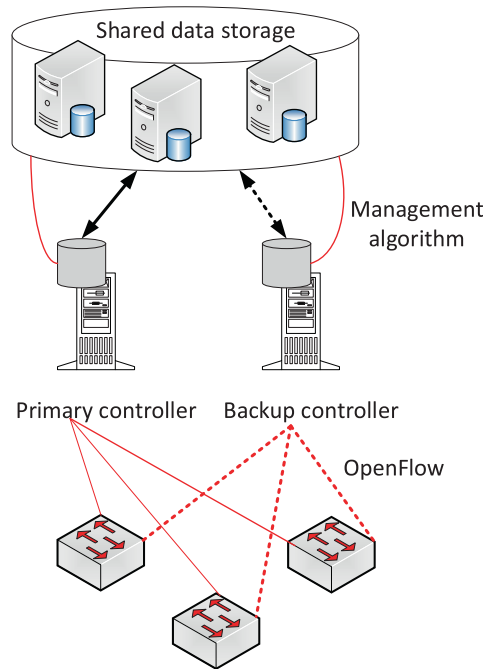 Shared data storage
Management
algorithm
Primary controller
Backup controller
OpenFlow